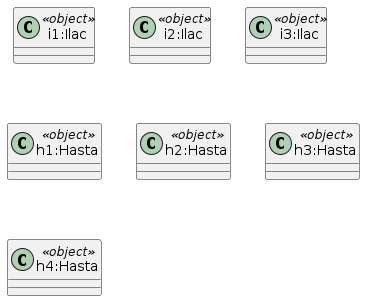 C «object» C «object» C «object»
i1:Ilac i2:Ilac i3:Ilac
C «object» C «object» C «object»
h1:Hasta h2:Hasta h3:Hasta
C «object»
h4:Hasta